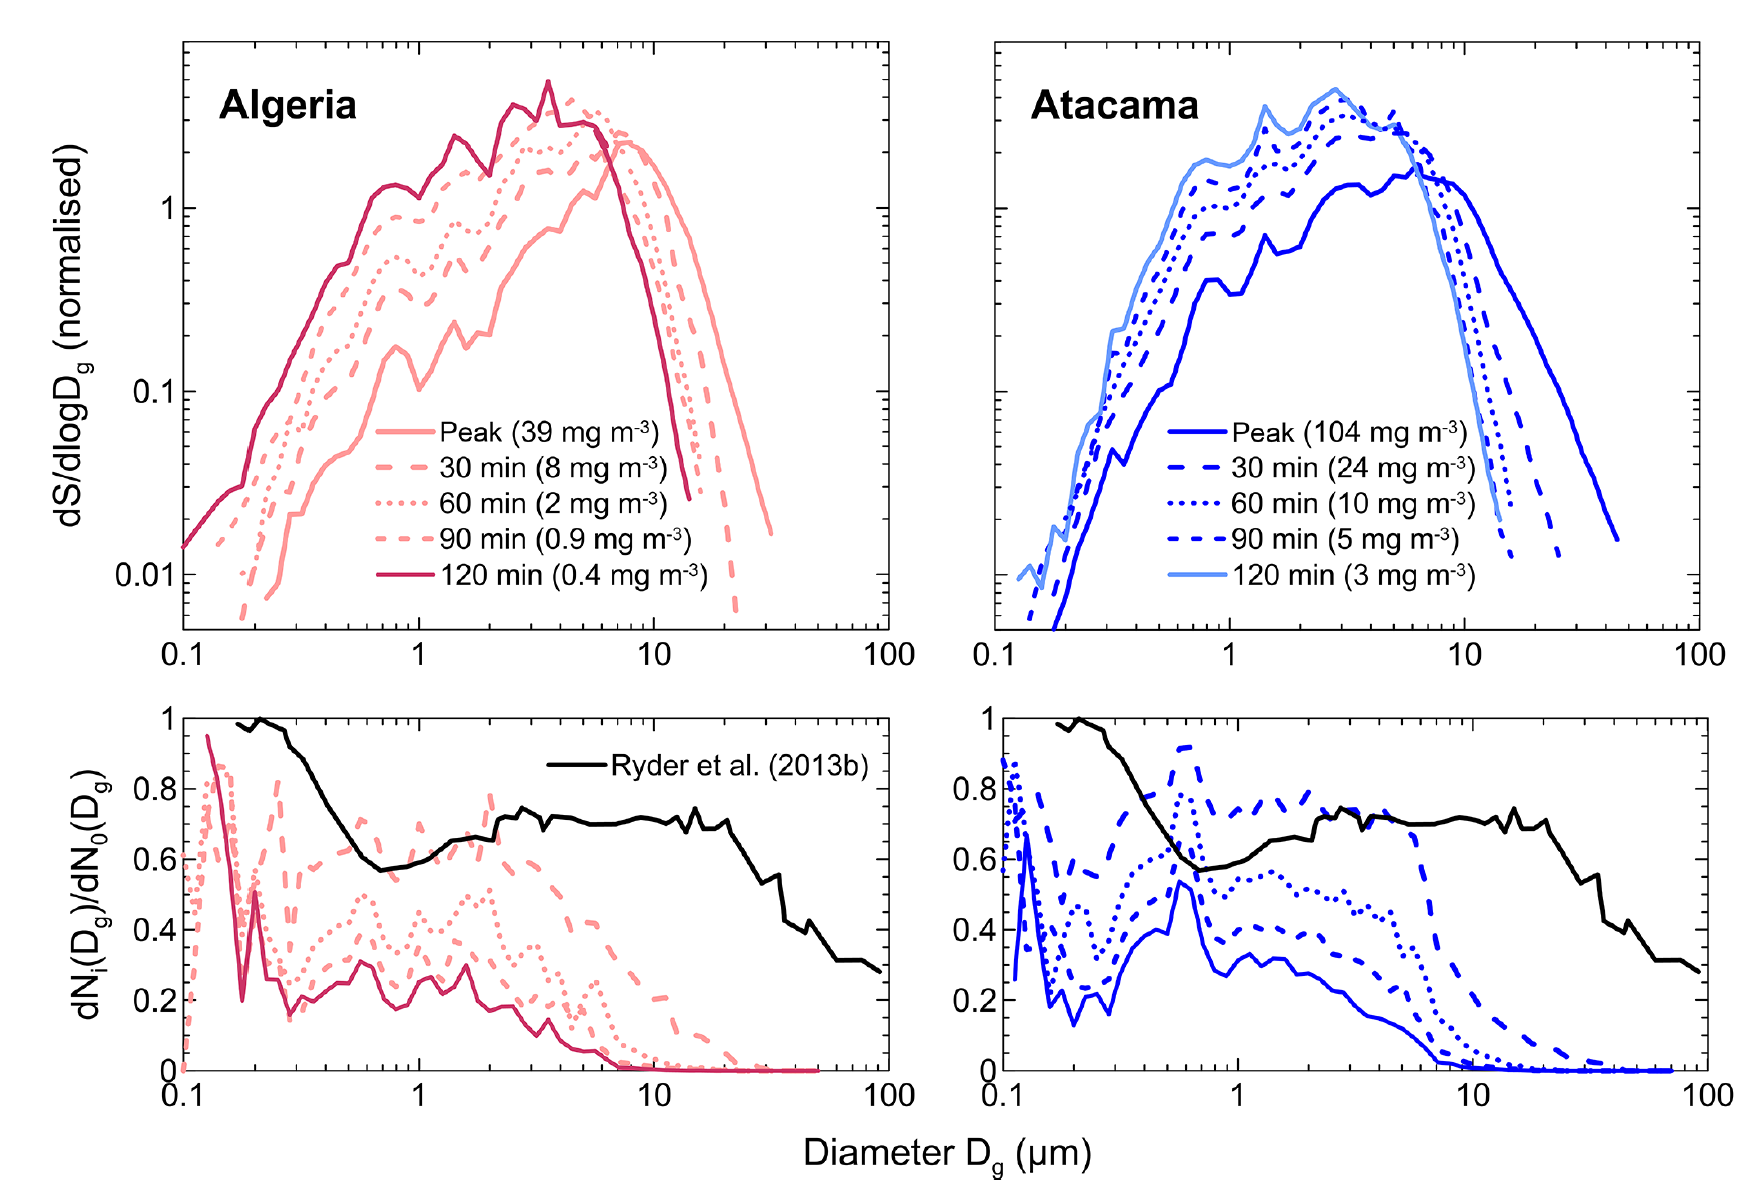 Algeria
Atacama
dS/dlogDg (normalised)
1
0.1
0.01
Peak (39 mg m-3)
30 min (8 mg m-3)
60 min (2 mg m-3)
90 min (0.9 mg m-3)
120 min (0.4 mg m-3)
Peak (104 mg m-3)
30 min (24 mg m-3)
60 min (10 mg m-3)
90 min (5 mg m-3)
120 min (3 mg m-3)
0.1 1 10 100
0.1 1 10 100
dNi(Dg)/dN0(Dg)
1
0.8
0.6
0.4
0.2
0
Ryder et al. (2013b)
1
0.8
0.6
0.4
0.2
0
0.1 1 10 100
0.1 1 10 100
Diameter Dg (µm)